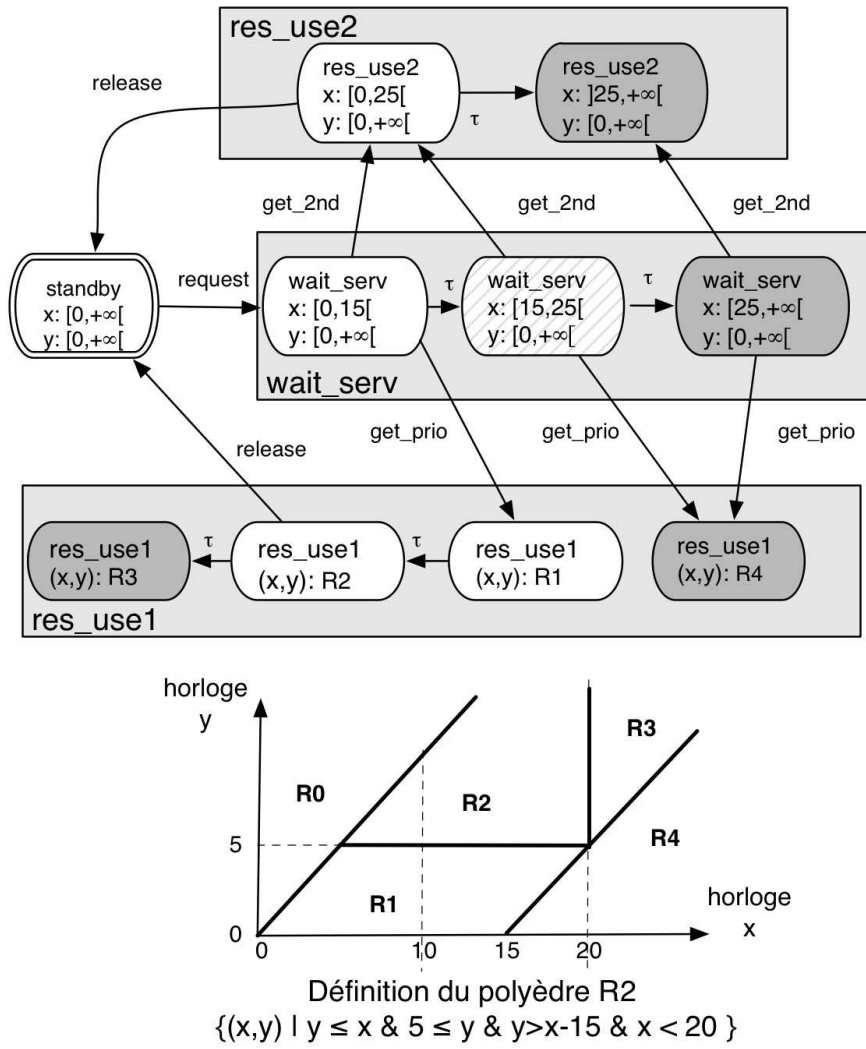 res_use2
release
res_use2
x: [0,25[
y: [0,+∞[
τ
res_use2
x: ]25,+∞[
y: [0,+∞[
get_2nd
get_2nd
get_2nd
standby
x: [0,+∞[
y: [0,+∞[
request
wait_serv
x: [0,15[
y: [0,+∞[
τ
wait_serv
x: [15,25[
y: [0,+∞[
τ
wait_serv
x: [25,+∞[
y: [0,+∞[
wait_serv
release
get_prio
get_prio
get_prio
res_use1
(x,y): R3
τ
res_use1
(x,y): R2
τ
res_use1
(x,y): R1
res_use1
(x,y): R4
res_use1
horloge
y
R0
R2
R3
R4
5
R1
horloge
x
0
0
10
15
20
Définition du polyèdre R2
{(x,y) | y ≤ x & 5 ≤ y & y>x-15 & x < 20 }